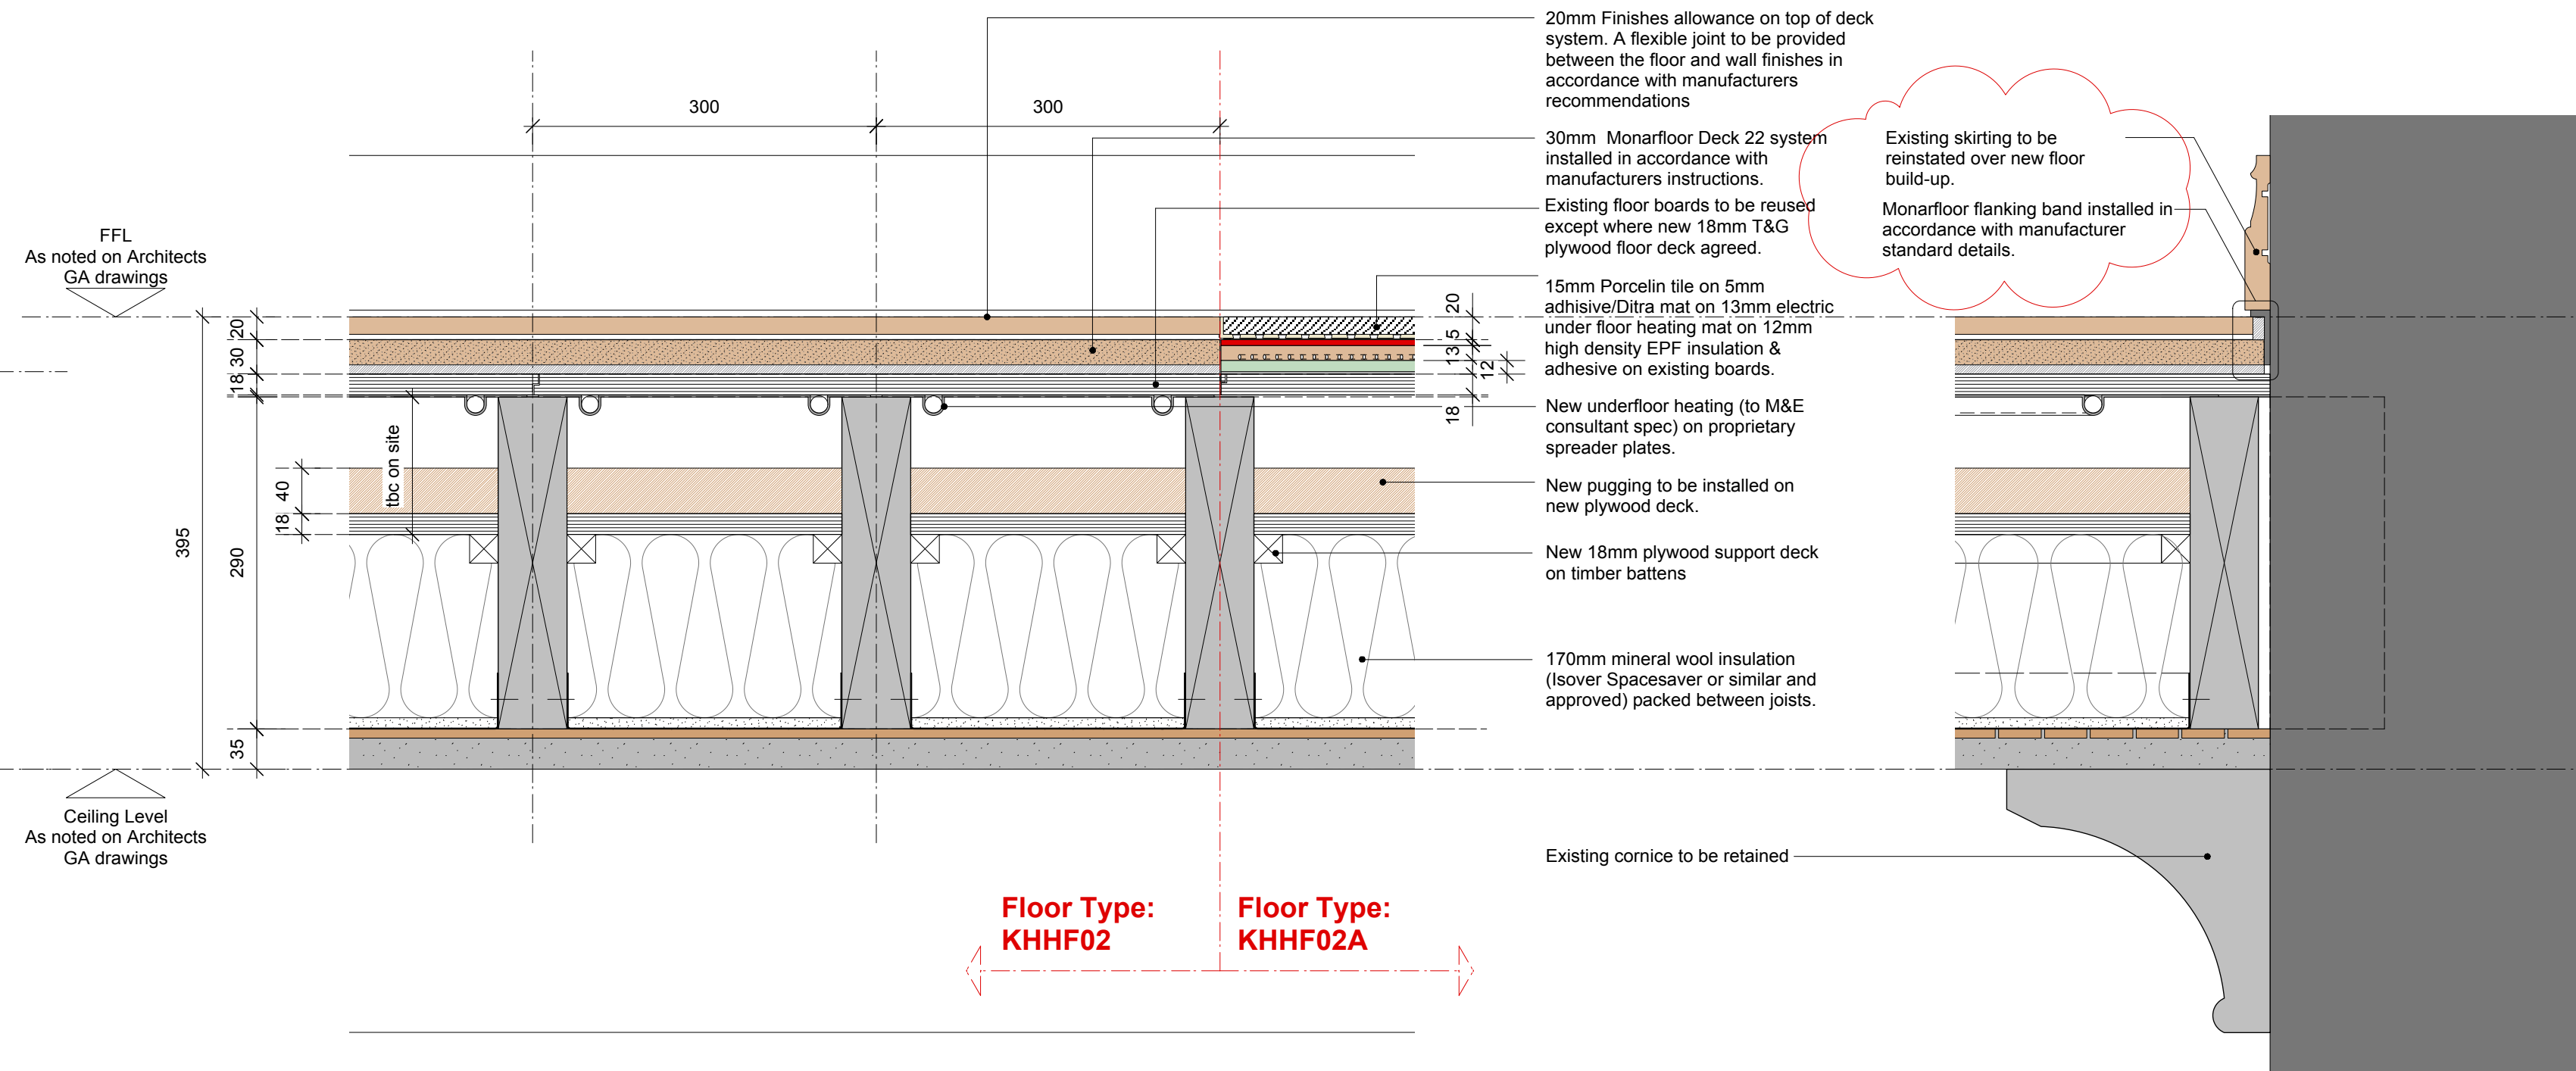 20mm Finishes allowance on top of deck
system. A flexible joint to be provided
between the floor and wall finishes in
accordance with manufacturers
recommendations
300
300
30mm  Monarfloor Deck 22 system
installed in accordance with
manufacturers instructions.
Existing skirting to be
reinstated over new floor
build-up.
Existing floor boards to be reused
except where new 18mm T&G
plywood floor deck agreed.
Monarfloor flanking band installed in
accordance with manufacturer
standard details.
FFL
As noted on Architects
GA drawings
15mm Porcelin tile on 5mm
adhisive/Ditra mat on 13mm electric
under floor heating mat on 12mm
high density EPF insulation &
adhesive on existing boards.
20
30
18
20
5
13
12
18
New underfloor heating (to M&E
consultant spec) on proprietary
spreader plates.
tbc on site
40
18
New pugging to be installed on
new plywood deck.
395
290
New 18mm plywood support deck
on timber battens
170mm mineral wool insulation
(Isover Spacesaver or similar and
approved) packed between joists.
35
Ceiling Level
As noted on Architects
GA drawings
Existing cornice to be retained
Floor Type:
KHHF02
Floor Type:
KHHF02A